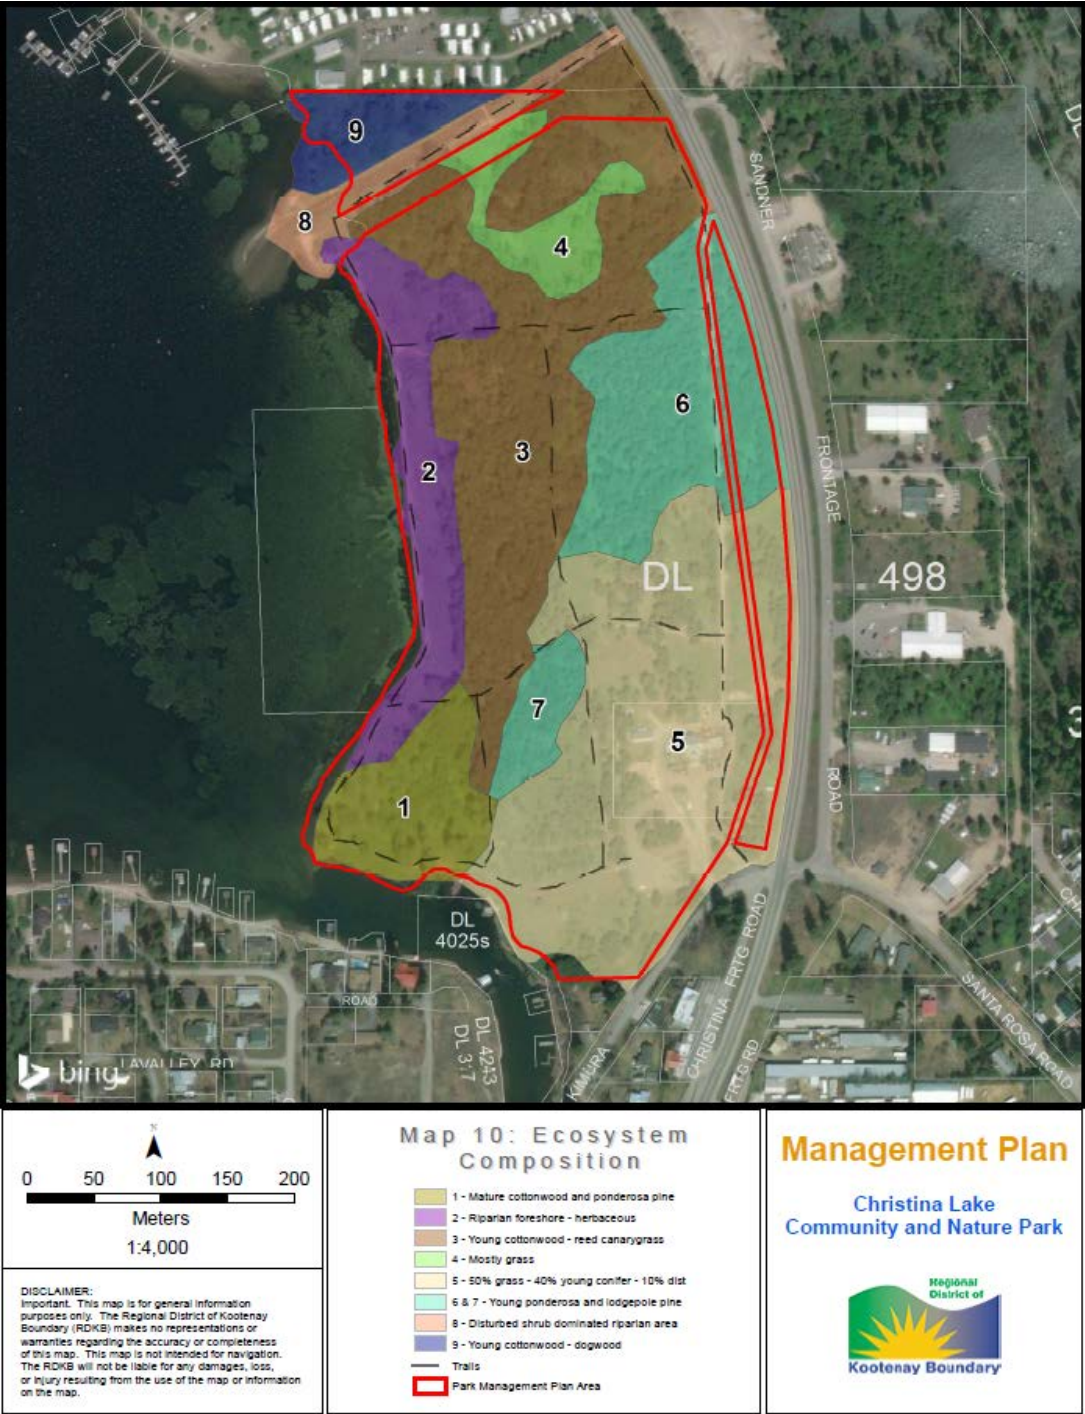 9
8
4
SANDNER
6
3
2
FRONTAGE
DL
498
7
5
ROAD
1
DL
4025s
ROAD
DL 4243
DL 317
KIMURA
CHRISTINA FRTG ROAD
FRTG RD
SANTA ROSA ROAD
bing
LAVALLEY RD
N
0 50 100 150 200
Meters
1:4,000
DISCLAIMER:
Important. This map is for general information
purposes only. The Regional District of Kootenay
Boundary (RDKB) makes no representations or
warranties regarding the accuracy or completeness
of this map. This map is not intended for navigation.
The RDKB will not be liable for any damages, loss,
or injury resulting from the use of the map or information
on the map.
Map 10: Ecosystem
Composition
1 - Mature cottonwood and ponderosa pine
2 - Riparian foreshore - herbaceous
3 - Young cottonwood - reed canarygrass
4 - Mostly grass
5 - 50% grass - 40% young conifer - 10% dist
6 & 7 - Young ponderosa and lodgepole pine
8 - Disturbed shrub dominated riparian area
9 - Young cottonwood - dogwood
Trails
Park Management Plan Area
Management Plan
Christina Lake
Community and Nature Park
Regional
District of
Kootenay Boundary